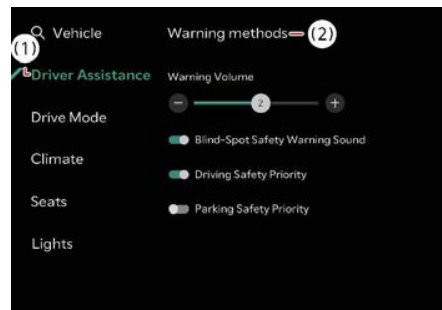 Vehicle
(1)
Driver Assistance
Drive Mode
Climate
Seats
Lights
Warning methods (2)
Warning Volume
2
Blind-Spot Safety Warning Sound
Driving Safety Priority
Parking Safety Priority